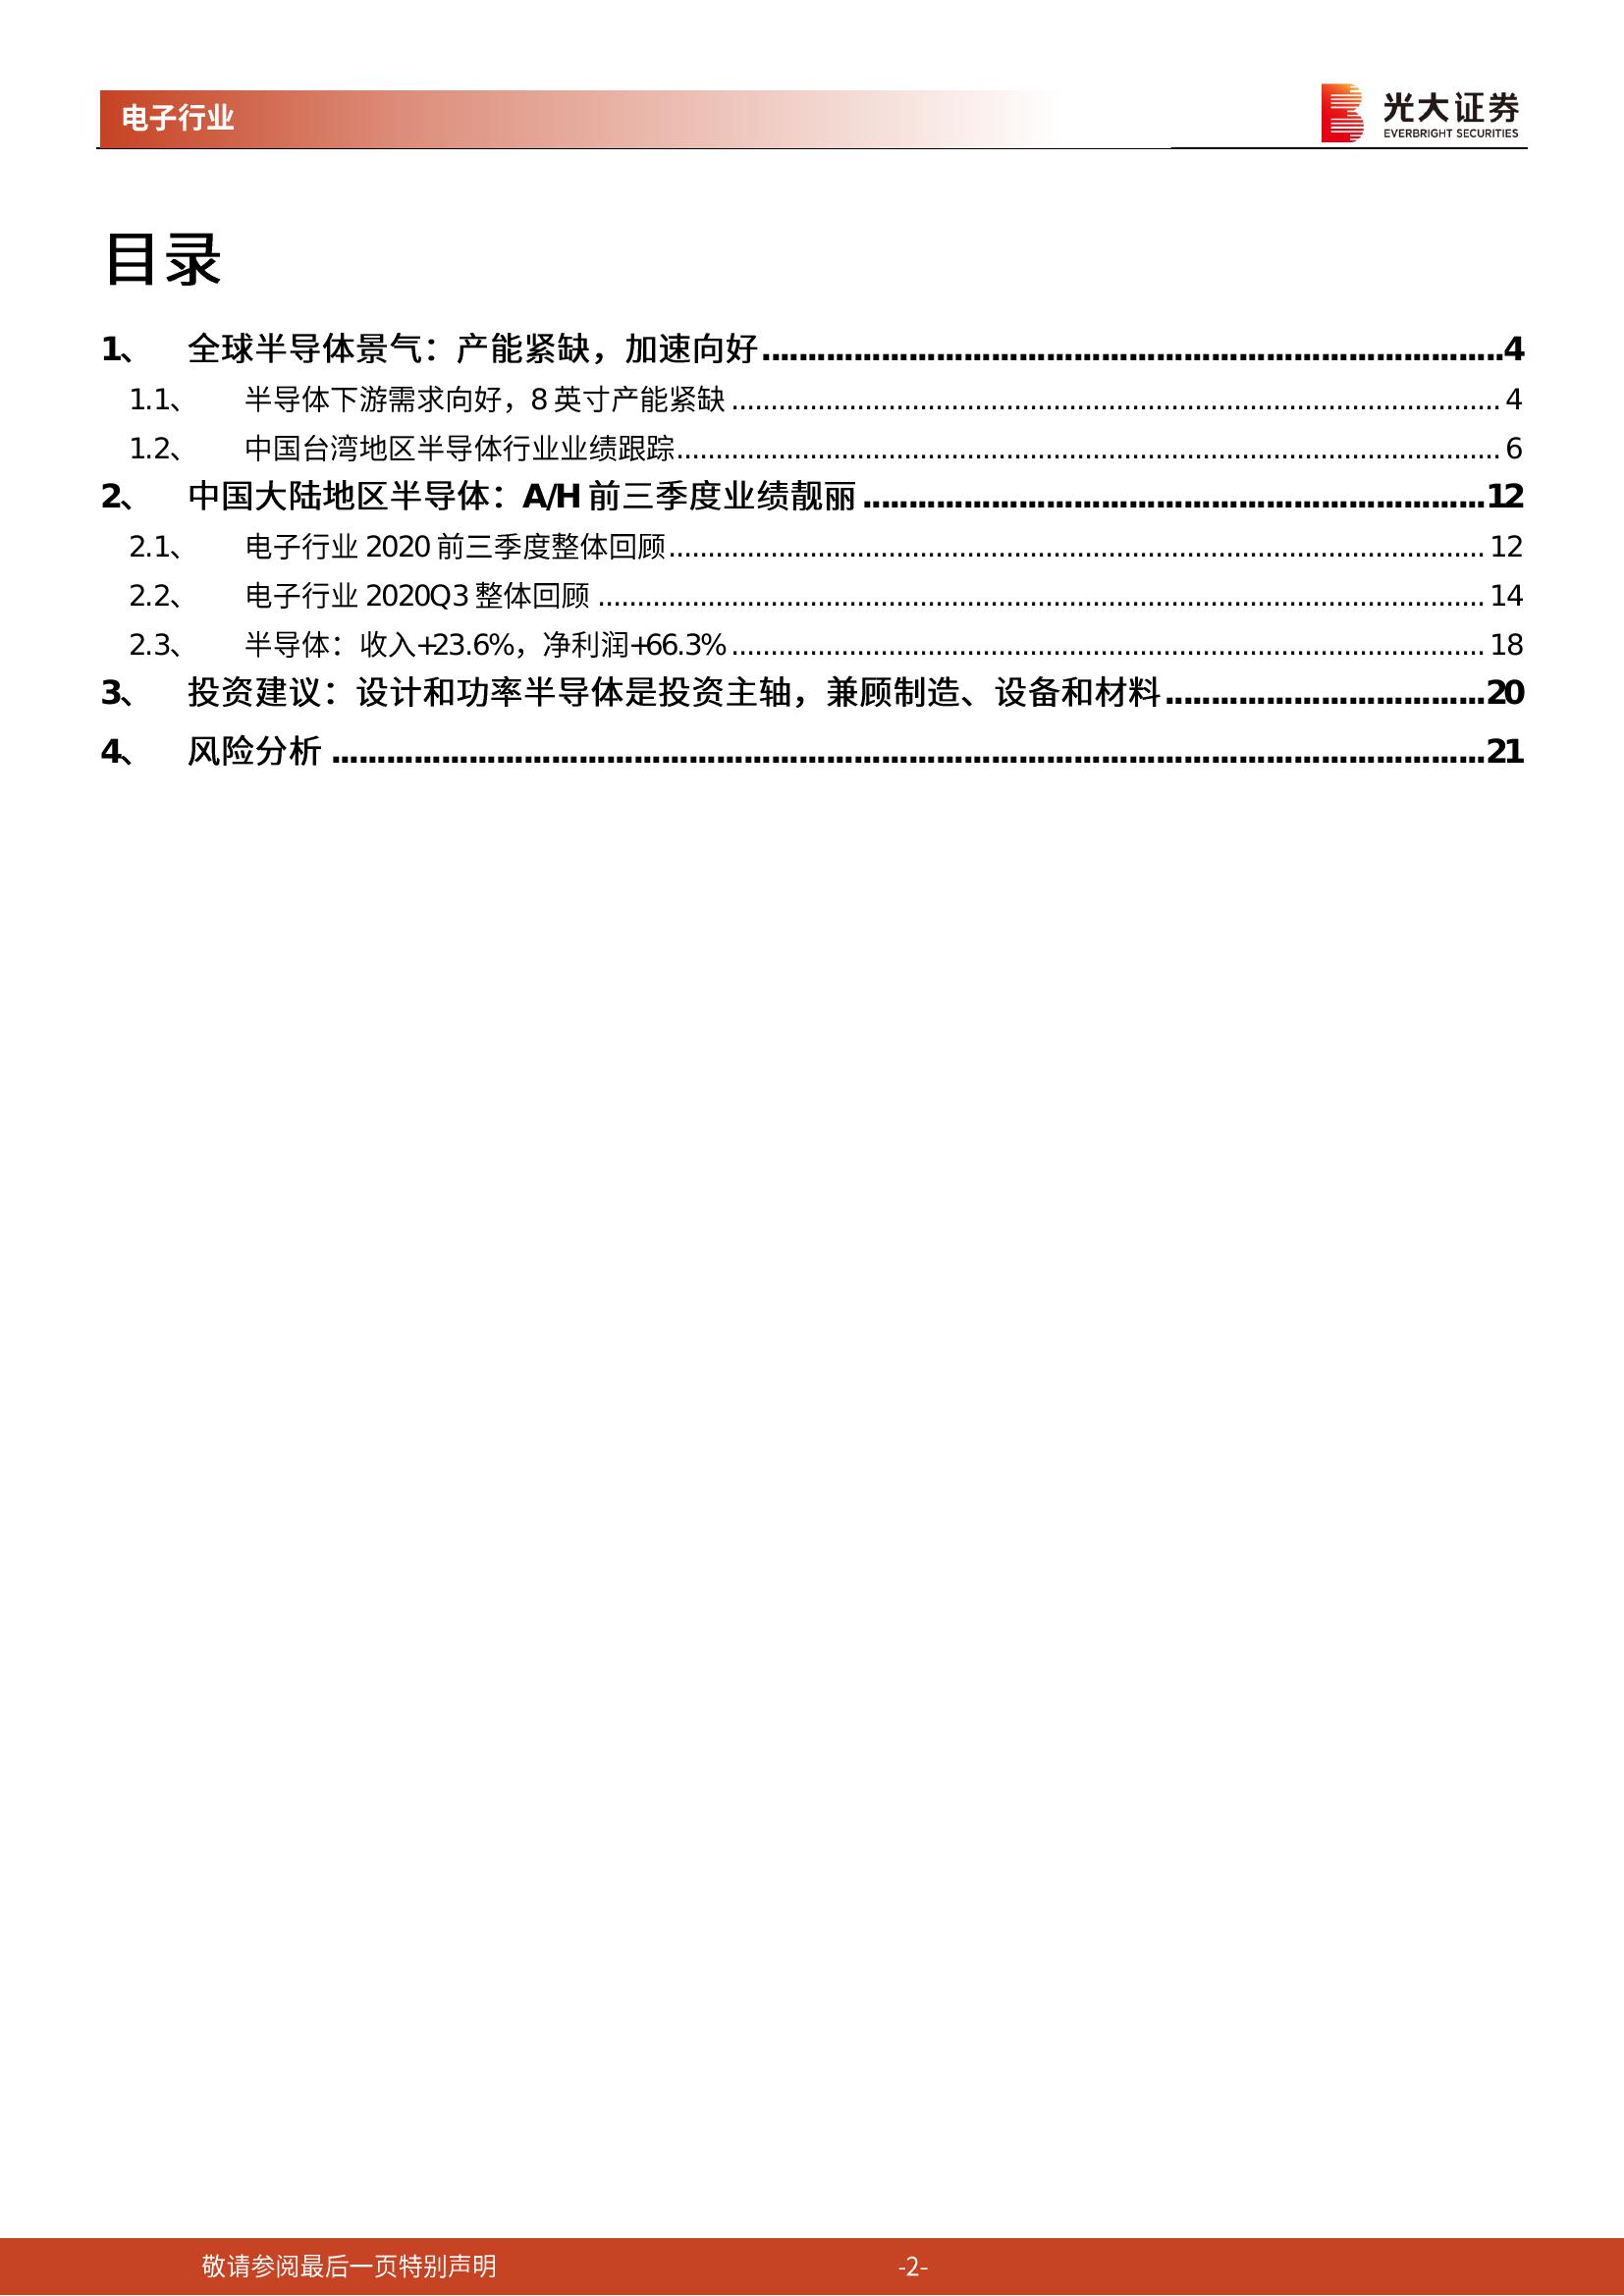 电子行业
光大证券
EVERBRIGHT SECURITIES
目录
1、 全球半导体景气：产能紧缺，加速向好 4
1.1、 半导体下游需求向好，8 英寸产能紧缺 4
1.2、 中国台湾地区半导体行业业绩跟踪 6
2、 中国大陆地区半导体：A/H 前三季度业绩靓丽 12
2.1、 电子行业 2020 前三季度整体回顾 12
2.2、 电子行业 2020Q3 整体回顾 14
2.3、 半导体：收入+23.6%，净利润+66.3% 18
3、 投资建议：设计和功率半导体是投资主轴，兼顾制造、设备和材料 20
4、 风险分析 21
敬请参阅最后一页特别声明 -2-